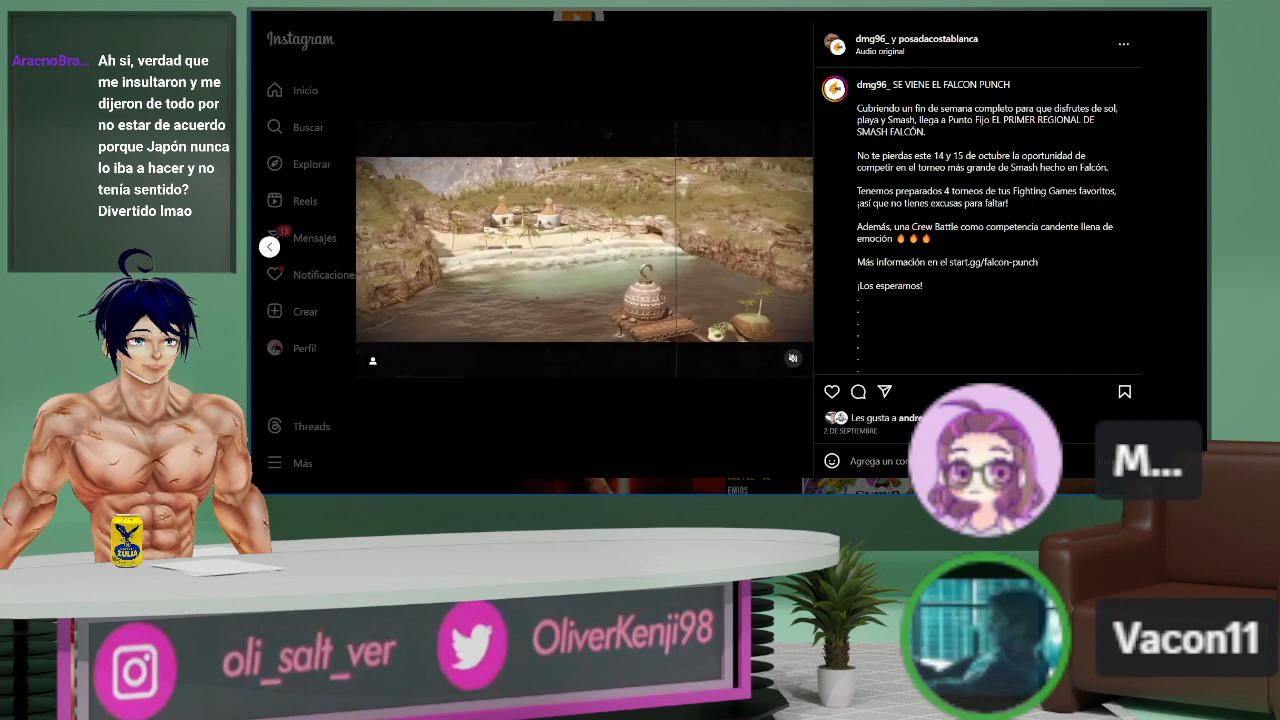 AracnoBra...
Ah si, verdad que
me insultaron y me
dijeron de todo por
no estar de acuerdo
porque Japón nunca
lo iba a hacer y no
tenía sentido?
Divertido lmao
Instagram
Inicio
Buscar
Explorar
Reels
13
Mensajes
Notificaciones
Crear
Perfil
Threads
Más
dmg96_ y posadacostablanca
Audio original
dmg96_ SE VIENE EL FALCON PUNCH
Cubriendo un fin de semana completo para que disfrutes de sol,
playa y Smash, llega a Punto Fijo EL PRIMER REGIONAL DE
SMASH FALCÓN.
No te pierdas este 14 y 15 de octubre la oportunidad de
competir en el torneo más grande de Smash hecho en Falcón.
Tenemos preparados 4 torneos de tus Fighting Games favoritos,
¡así que no tienes excusas para faltar!
Además, una Crew Battle como competencia candente llena de
emoción 🔥🔥🔥
Más información en el start.gg/falcon-punch
¡Los esperamos!
.
.
.
.
.
.
.
Les gusta a andre
2 DE SEPTIEMBRE
Agrega un co
EMIOS
M...
Vacon11
ZULIA
oli_salt_ver
OliverKenji98